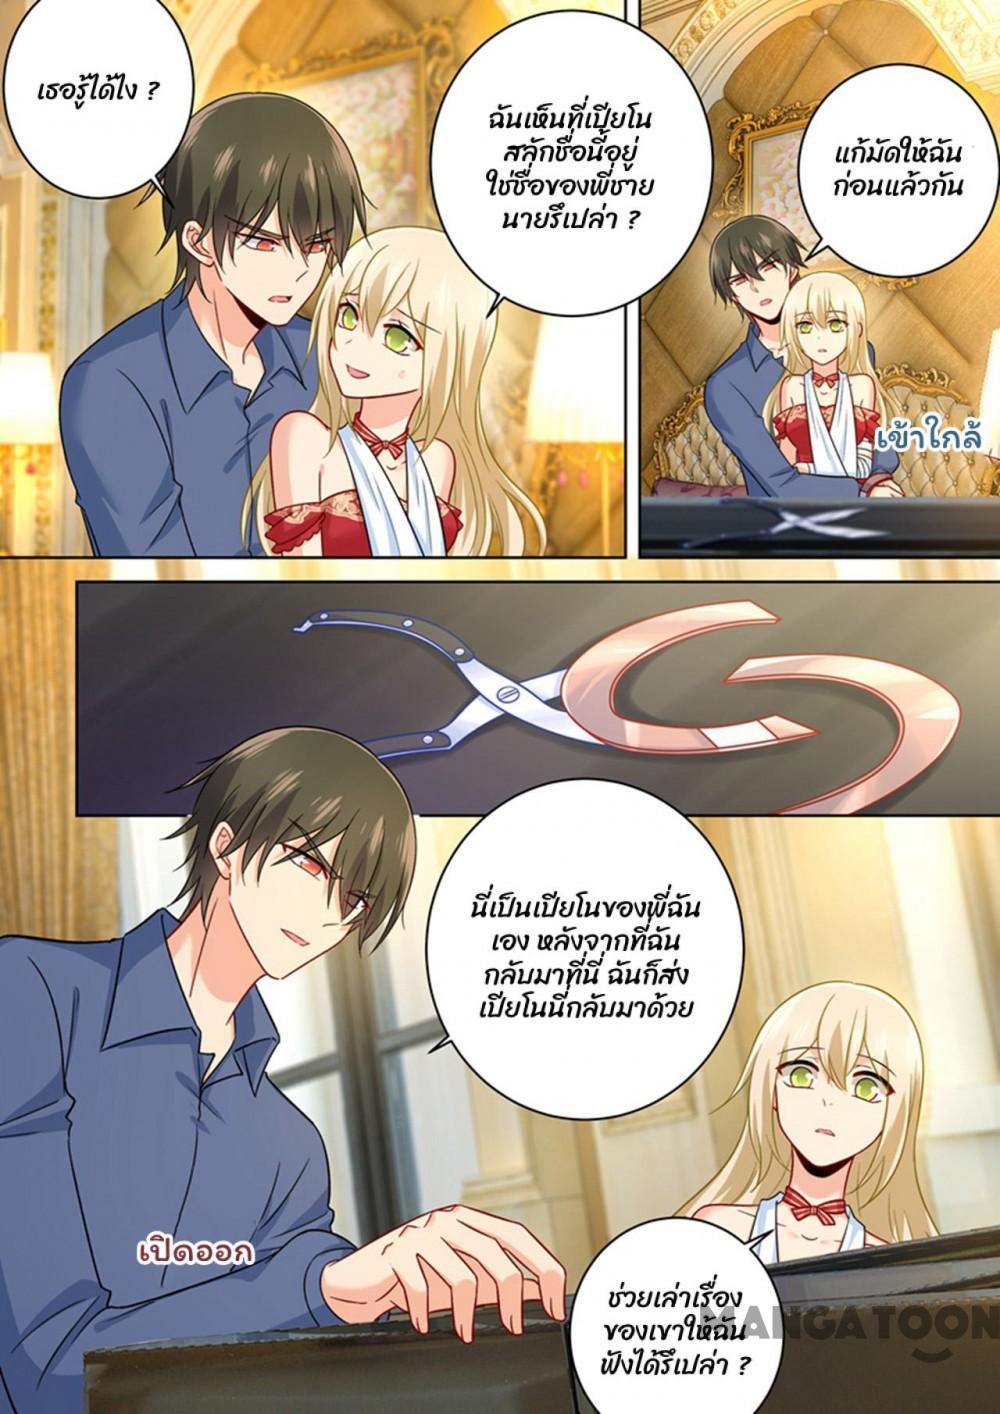 เธอรู้ได้ไง ?
ฉันเห็นที่เปียโน
สลักชื่อนี้อยู่
ใช่ชื่อของพี่ชาย
นายรึเปล่า ?
แก้มัดให้ฉัน
ก่อนแล้วกัน
เข้าใกล้
นี่เป็นเปียโนของพี่ฉัน
เอง หลังจากที่ฉัน
กลับมาที่นี่ ฉันก็ส่ง
เปียโนนี่กลับมาด้วย
เปิดออก
ช่วยเล่าเรื่อง
ของเขาให้ฉัน
ฟังได้รึเปล่า ?
MANGATOON